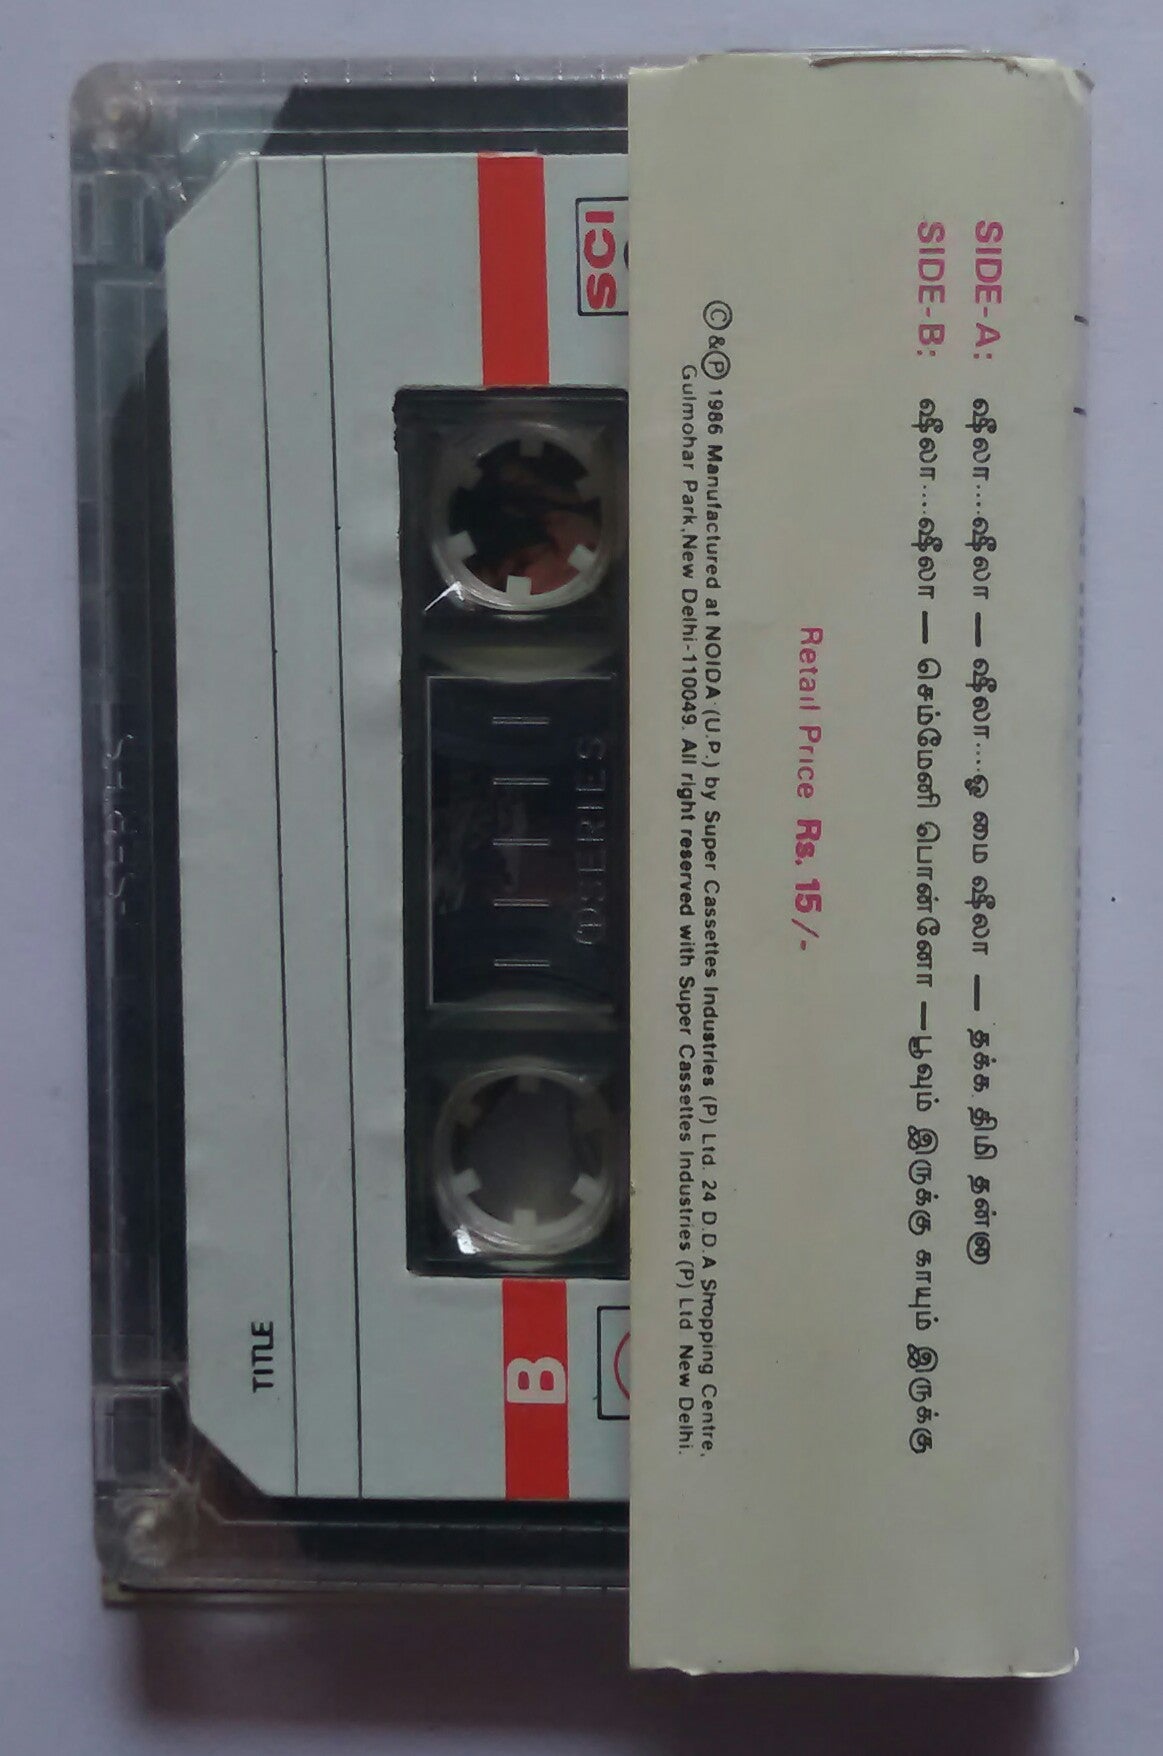 SIDE-A: ஷீலா....ஷீலா — ஷீலா....ஓ மை ஷீலா — தக்க திமி தன்ன
SIDE-B: ஷீலா....ஷீலா — செம்மேனி பொன்னோ — பூவும் இருக்கு காயும் இருக்கு
Retail Price Rs. 15/-
©&Ⓟ 1986 Manufactured at NOIDA (U.P.) by Super Cassettes Industries (P) Ltd. 24 D.D.A Shopping Centre,
Gulmohar Park, New Delhi-110049. All right reserved with Super Cassettes Industries (P) Ltd New Delhi.
SCI
B
T-SERIES
TITLE